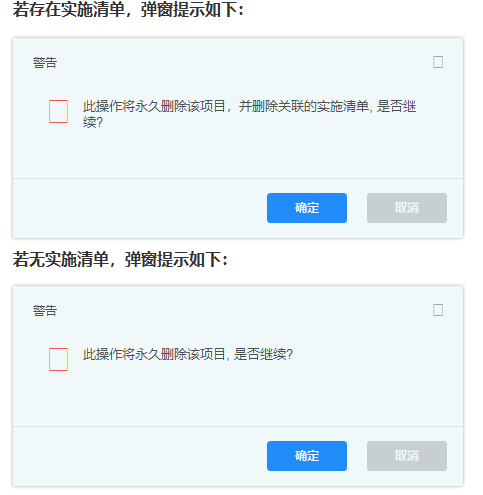 若存在实施清单，弹窗提示如下：
警告
此操作将永久删除该项目，并删除关联的实施清单, 是否继
续?
确定
取消
若无实施清单，弹窗提示如下：
警告
此操作将永久删除该项目, 是否继续?
确定
取消